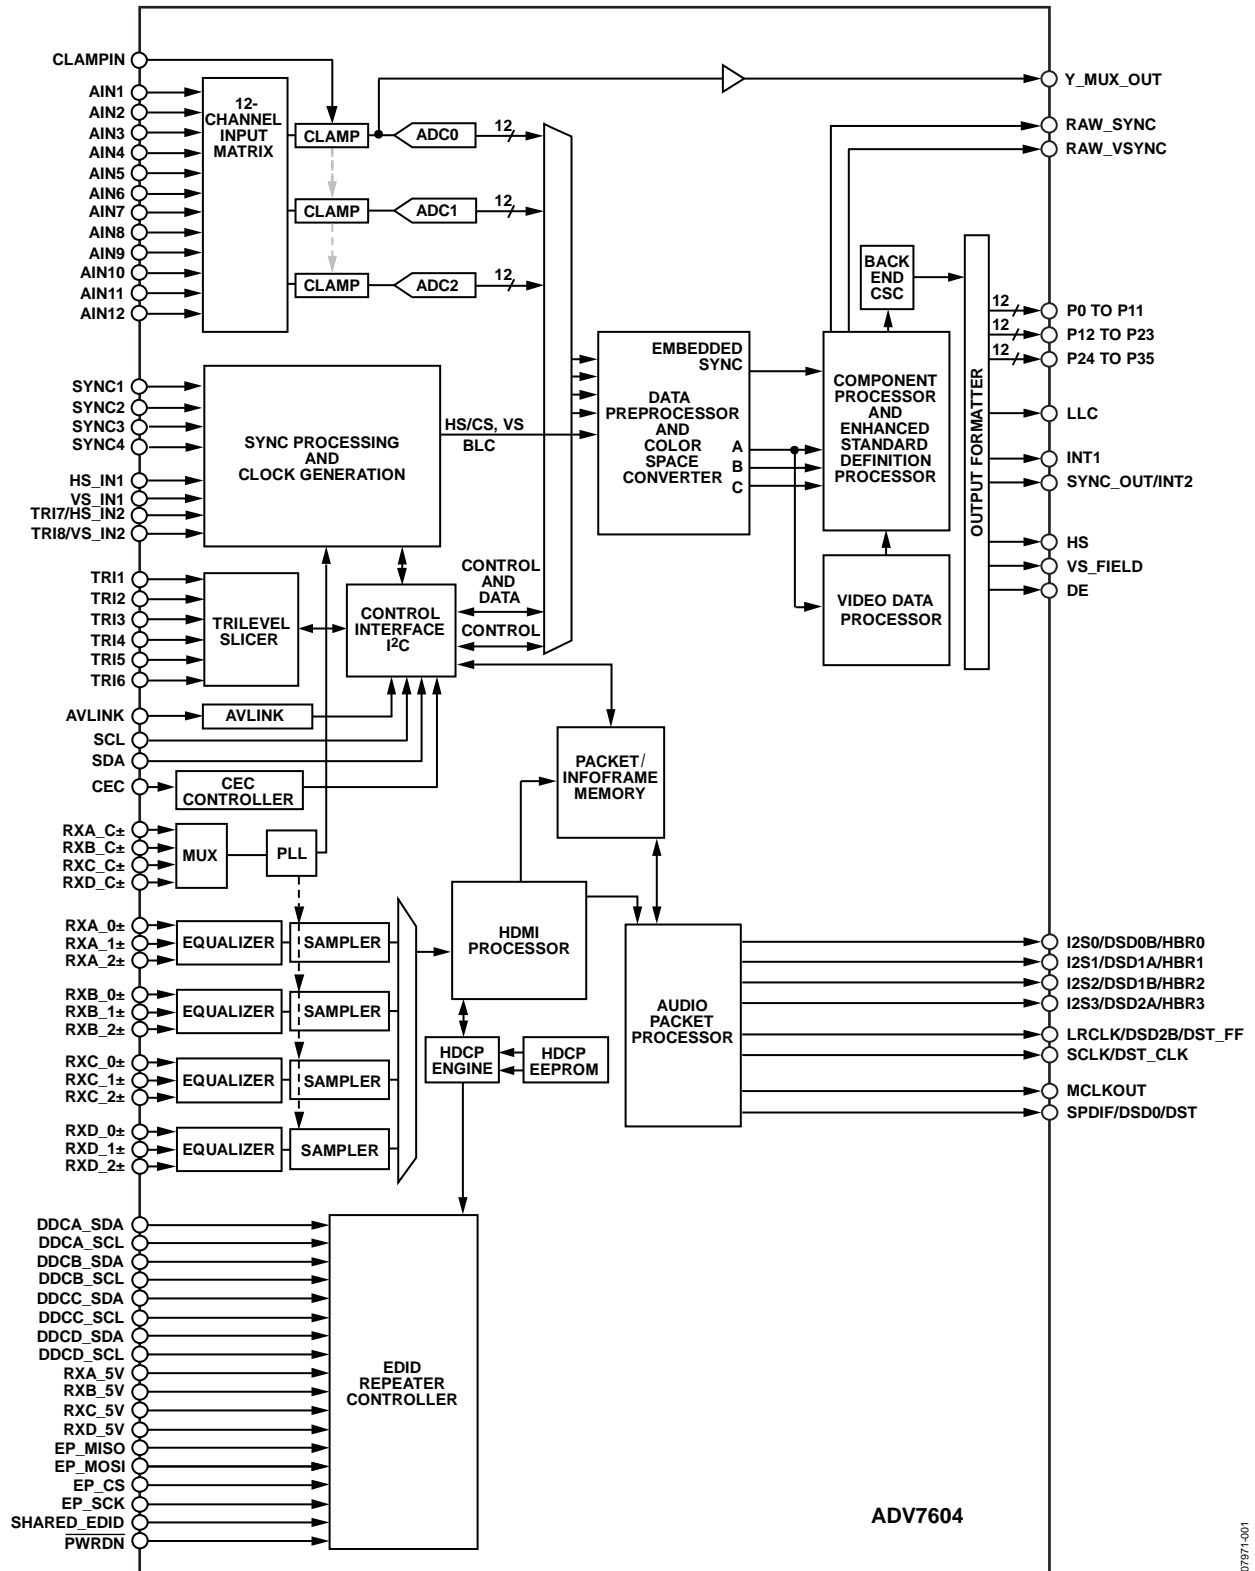 CLAMPIN
AIN1
AIN2
AIN3
AIN4
AIN5
AIN6
AIN7
AIN8
AIN9
AIN10
AIN11
AIN12
12-
CHANNEL
INPUT
MATRIX
CLAMP
ADC0
12
CLAMP
ADC1
12
CLAMP
ADC2
12
Y_MUX_OUT
RAW_SYNC
RAW_VSYNC
SYNC1
SYNC2
SYNC3
SYNC4
HS_IN1
VS_IN1
TRI7/HS_IN2
TRI8/VS_IN2
SYNC PROCESSING
AND
CLOCK GENERATION
HS/CS, VS
BLC
EMBEDDED
SYNC
DATA
PREPROCESSOR
AND
COLOR
SPACE
CONVERTER
A
B
C
BACK
END
CSC
COMPONENT
PROCESSOR
AND
ENHANCED
STANDARD
DEFINITION
PROCESSOR
VIDEO DATA
PROCESSOR
OUTPUT FORMATTER
12
P0 TO P11
12
P12 TO P23
12
P24 TO P35
LLC
INT1
SYNC_OUT/INT2
HS
VS_FIELD
DE
TRI1
TRI2
TRI3
TRI4
TRI5
TRI6
TRILEVEL
SLICER
CONTROL
INTERFACE
I2C
CONTROL
AND
DATA
CONTROL
AVLINK
AVLINK
SCL
SDA
CEC
CEC
CONTROLLER
RXA_C±
RXB_C±
RXC_C±
RXD_C±
MUX
PLL
PACKET/
INFOFRAME
MEMORY
RXA_0±
RXA_1±
RXA_2±
EQUALIZER
SAMPLER
RXB_0±
RXB_1±
RXB_2±
EQUALIZER
SAMPLER
RXC_0±
RXC_1±
RXC_2±
EQUALIZER
SAMPLER
RXD_0±
RXD_1±
RXD_2±
EQUALIZER
SAMPLER
HDMI
PROCESSOR
HDCP
ENGINE
HDCP
EEPROM
AUDIO
PACKET
PROCESSOR
I2S0/DSD0B/HBR0
I2S1/DSD1A/HBR1
I2S2/DSD1B/HBR2
I2S3/DSD2A/HBR3
LRCLK/DSD2B/DST_FF
SCLK/DST_CLK
MCLKOUT
SPDIF/DSD0/DST
DDCA_SDA
DDCA_SCL
DDCB_SDA
DDCB_SCL
DDCC_SDA
DDCC_SCL
DDCD_SDA
DDCD_SCL
RXA_5V
RXB_5V
RXC_5V
RXD_5V
EP_MISO
EP_MOSI
EP_CS
EP_SCK
SHARED_EDID
PWRDN
EDID
REPEATER
CONTROLLER
ADV7604
07971-001